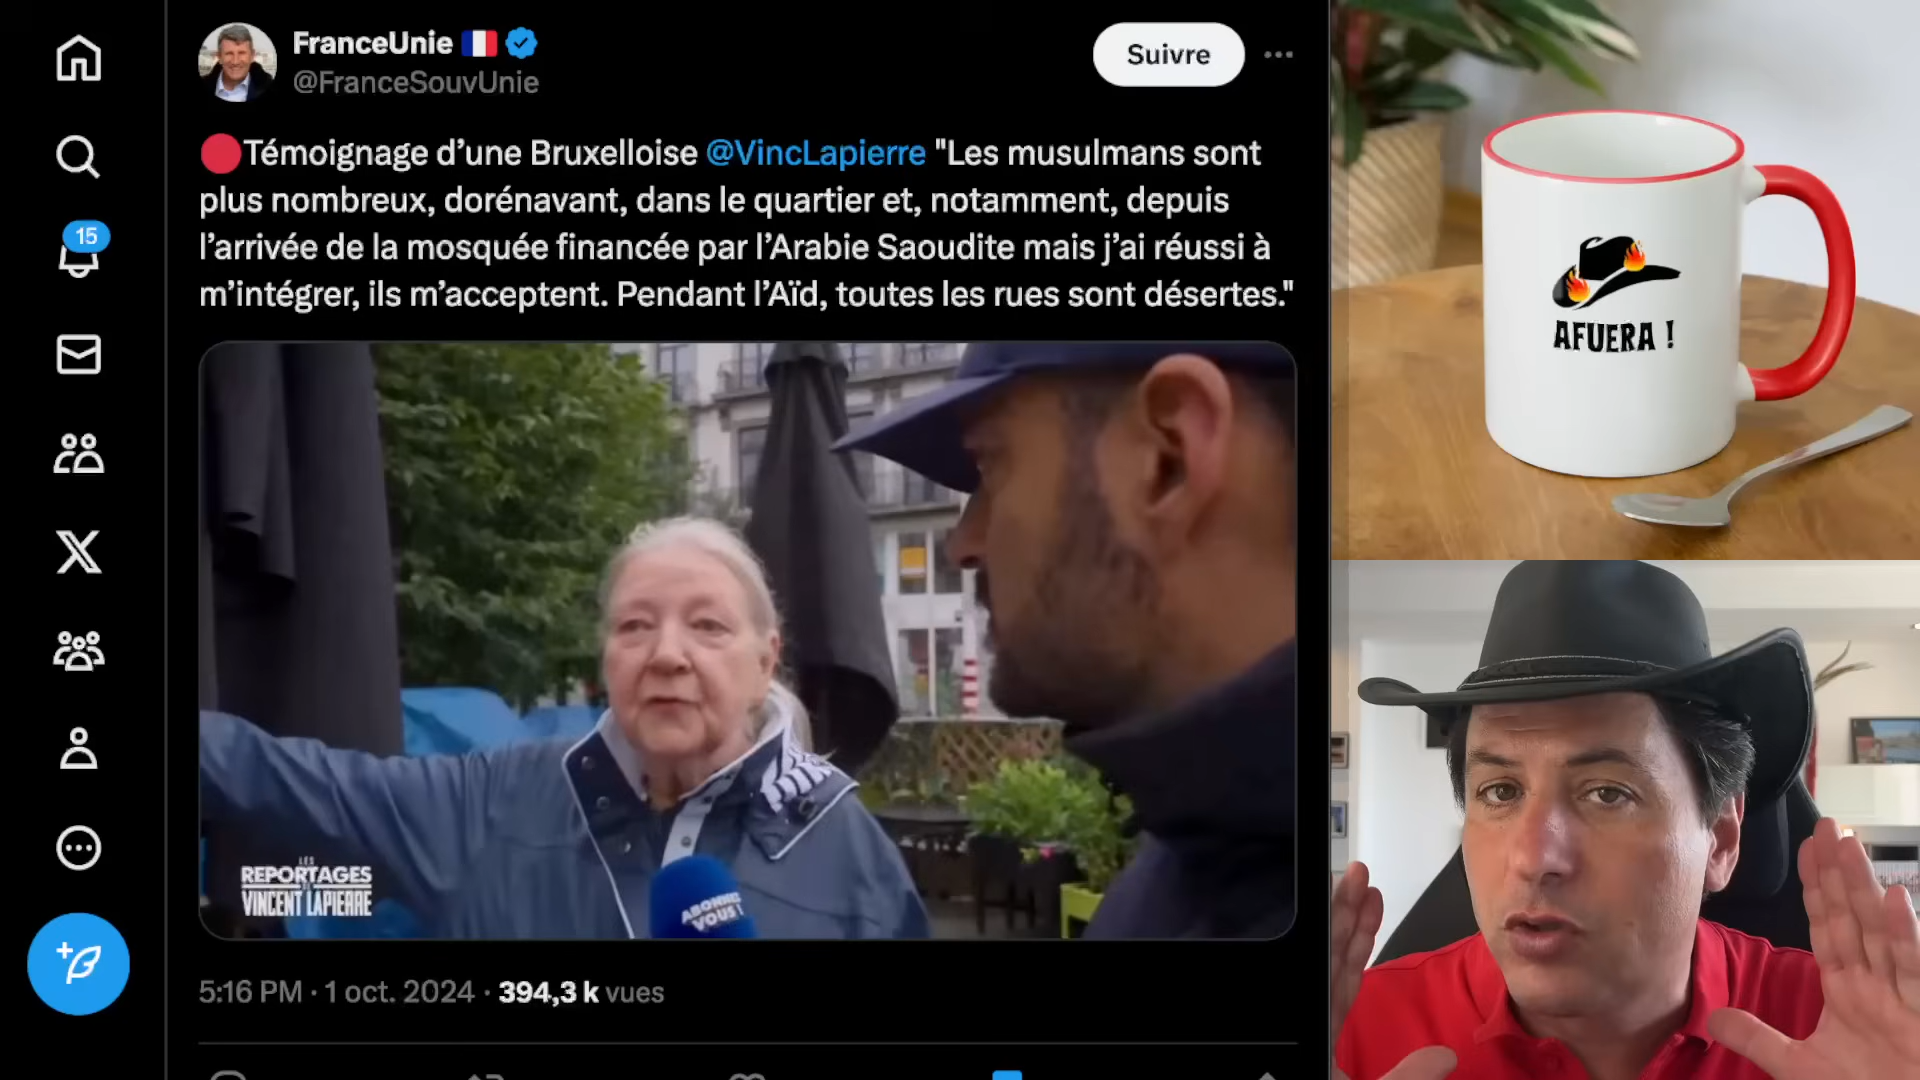 FranceUnie
@FranceSouvUnie
Suivre
15
Témoignage d’une Bruxelloise @VincLapierre "Les musulmans sont
plus nombreux, dorénavant, dans le quartier et, notamment, depuis
l’arrivée de la mosquée financée par l’Arabie Saoudite mais j’ai réussi à
m’intégrer, ils m’acceptent. Pendant l’Aïd, toutes les rues sont désertes."
LES
REPORTAGES
VINCENT LAPIERRE
ABONNEZ
VOUS !
5:16 PM · 1 oct. 2024 · 394,3 k vues
AFUERA !